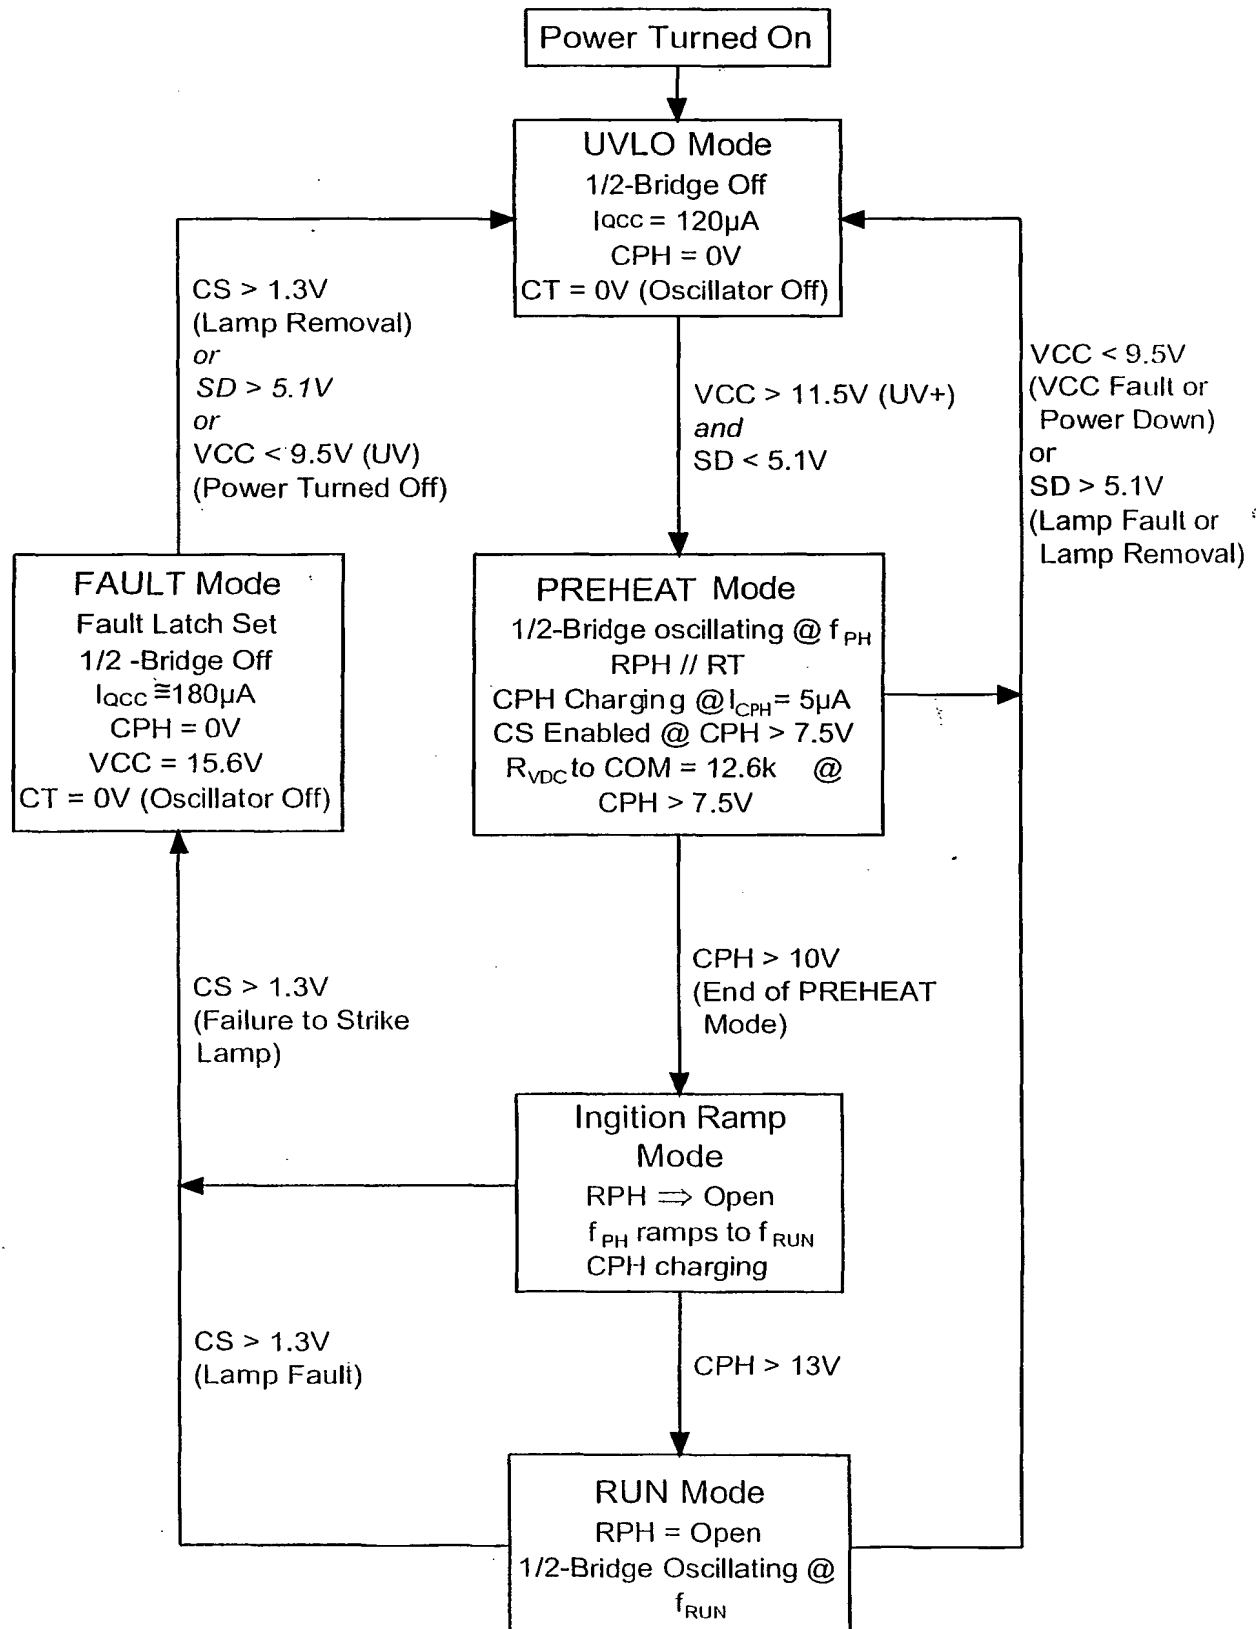 Power Turned On
UVLO Mode
1/2-Bridge Off
IQCC = 120µA
CPH = 0V
CT = 0V (Oscillator Off)
CS > 1.3V
(Lamp Removal)
or
SD > 5.1V
or
VCC < 9.5V (UV)
(Power Turned Off)
VCC > 11.5V (UV+)
and
SD < 5.1V
VCC < 9.5V
(VCC Fault or
Power Down)
or
SD > 5.1V
(Lamp Fault or
Lamp Removal)
FAULT Mode
Fault Latch Set
1/2 -Bridge Off
IQCC ≅180µA
CPH = 0V
VCC = 15.6V
CT = 0V (Oscillator Off)
PREHEAT Mode
1/2-Bridge oscillating @ fPH
RPH // RT
CPH Charging @ ICPH = 5µA
CS Enabled @ CPH > 7.5V
RVDC to COM = 12.6k @
CPH > 7.5V
CS > 1.3V
(Failure to Strike
Lamp)
CPH > 10V
(End of PREHEAT
Mode)
Ingition Ramp
Mode
RPH ⇒ Open
fPH ramps to fRUN
CPH charging
CS > 1.3V
(Lamp Fault)
CPH > 13V
RUN Mode
RPH = Open
1/2-Bridge Oscillating @
fRUN